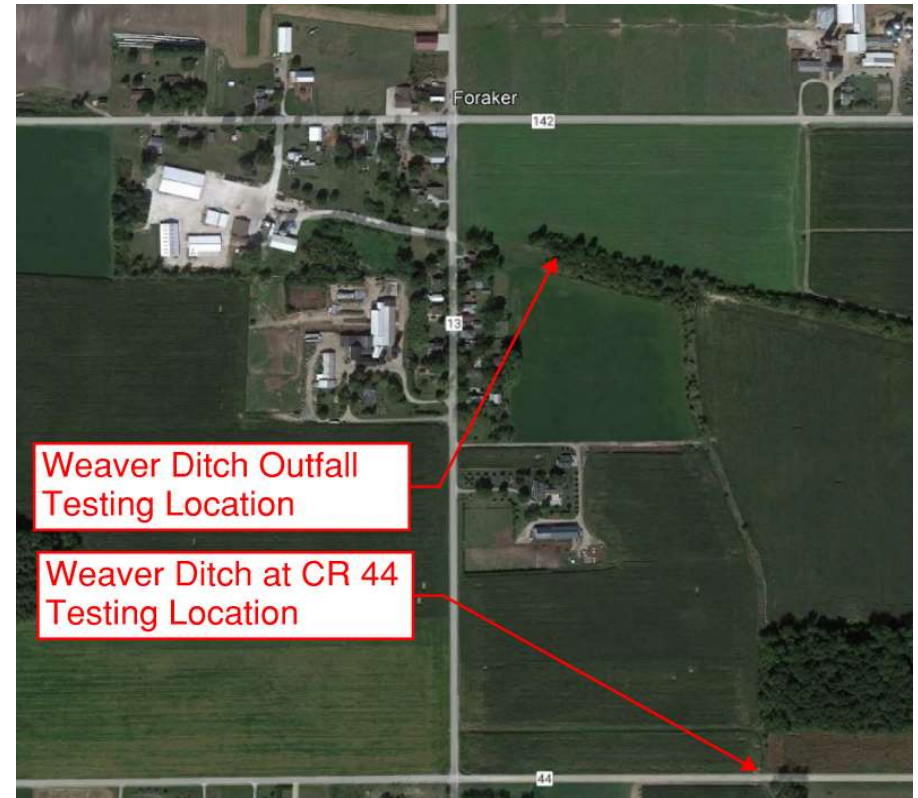 Foraker
142
13
Weaver Ditch Outfall
Testing Location
Weaver Ditch at CR 44
Testing Location
44